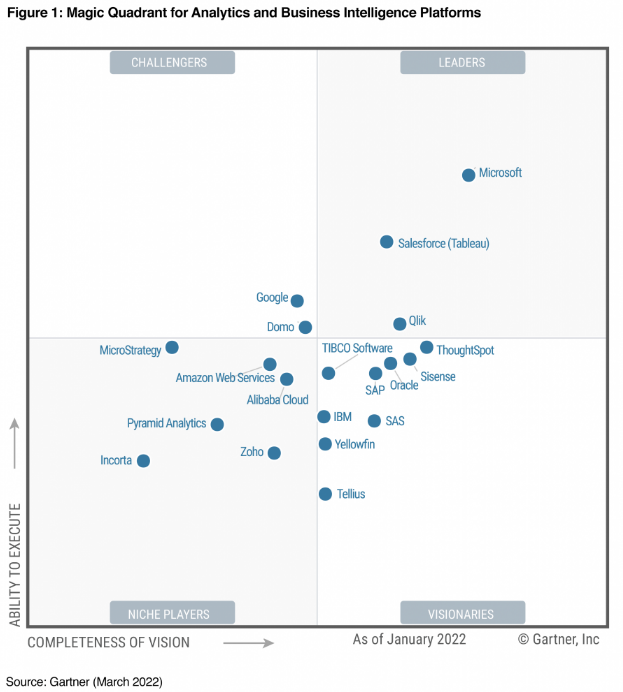 Figure 1: Magic Quadrant for Analytics and Business Intelligence Platforms
CHALLENGERS
LEADERS
Microsoft
Salesforce (Tableau)
Google
Domo
Qlik
MicroStrategy
TIBCO Software
ThoughtSpot
Amazon Web Services
Sisense
SAP
Oracle
Alibaba Cloud
IBM
SAS
Pyramid Analytics
Yellowfin
Zoho
Incorta
Tellius
ABILITY TO EXECUTE
NICHE PLAYERS
VISIONARIES
COMPLETENESS OF VISION
As of January 2022
© Gartner, Inc
Source: Gartner (March 2022)